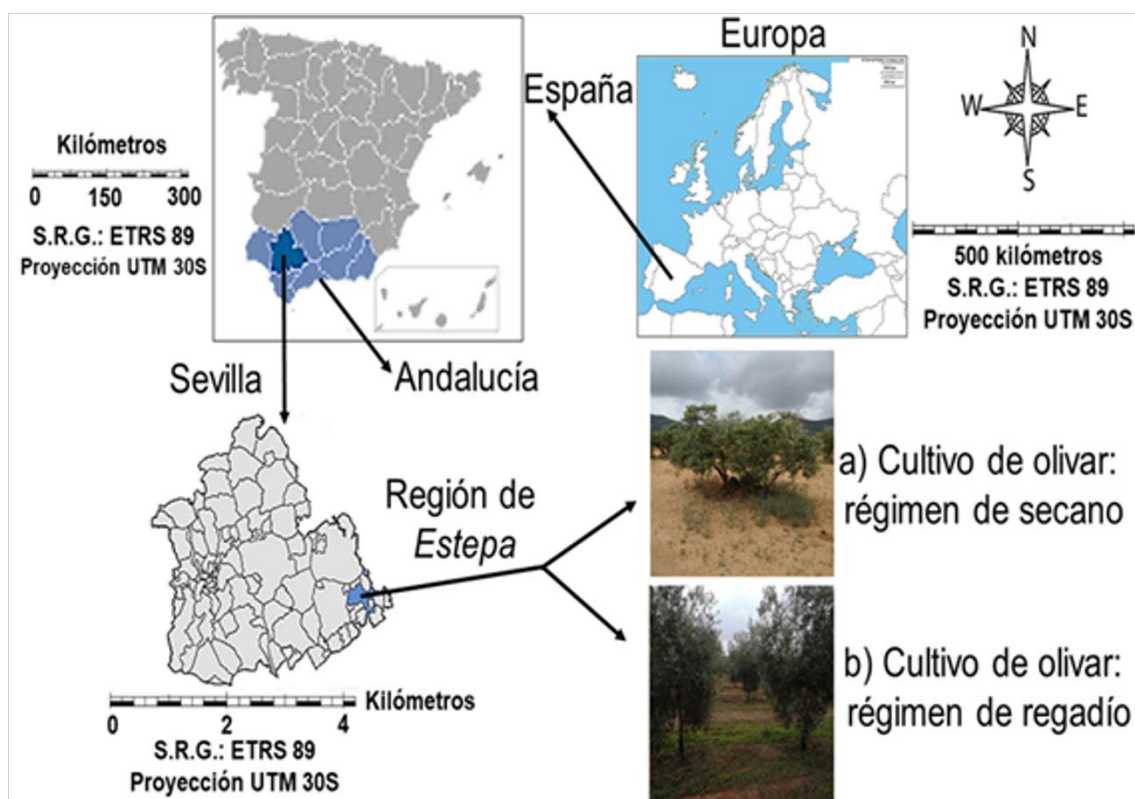 Europa
España
N
W
E
S
Kilómetros
0 150 300
S.R.G.: ETRS 89
Proyección UTM 30S
500 kilómetros
S.R.G.: ETRS 89
Proyección UTM 30S
Sevilla
Andalucía
Región de
Estepa
a) Cultivo de olivar:
régimen de secano
b) Cultivo de olivar:
régimen de regadío
0 2 4 Kilómetros
S.R.G.: ETRS 89
Proyección UTM 30S